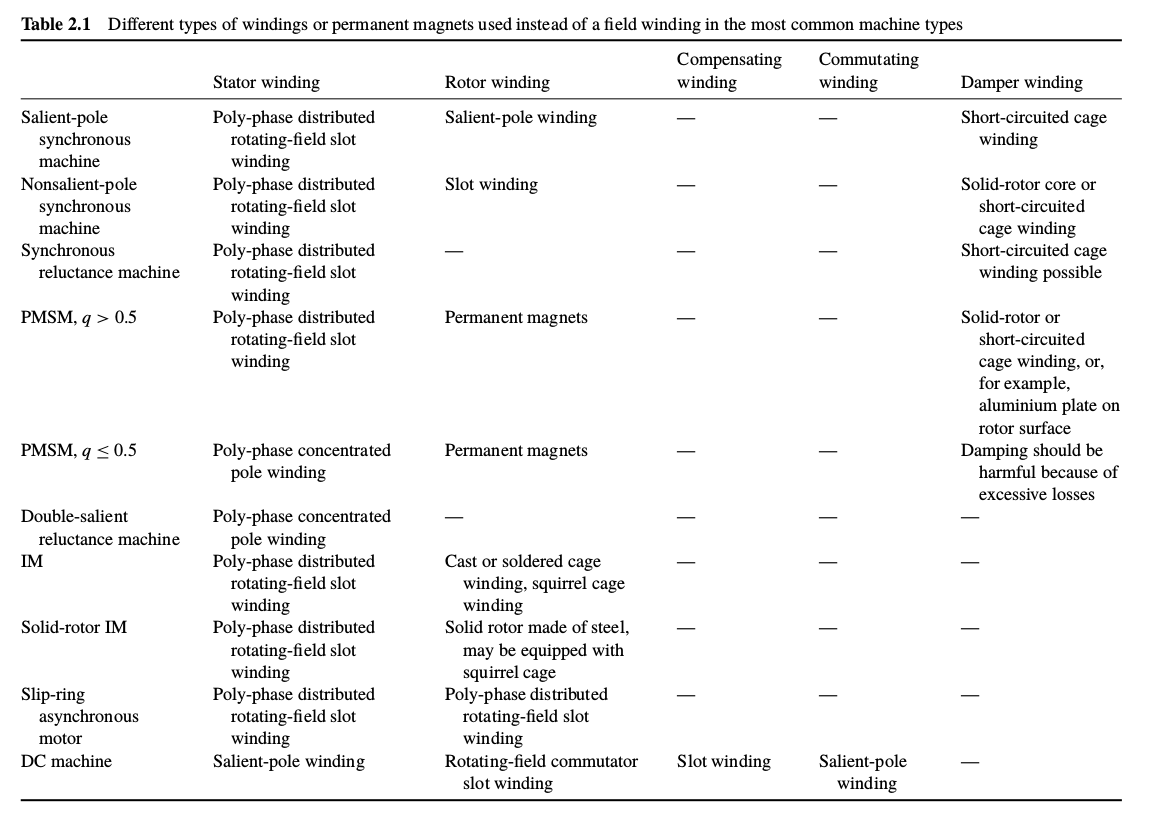 Table 2.1 Different types of windings or permanent magnets used instead of a field winding in the most common machine types
Stator winding Rotor winding Compensating winding Commutating winding Damper winding
Salient-pole synchronous machine Poly-phase distributed rotating-field slot winding Salient-pole winding — — Short-circuited cage winding
Nonsalient-pole synchronous machine Poly-phase distributed rotating-field slot winding Slot winding — — Solid-rotor core or short-circuited cage winding
Synchronous reluctance machine Poly-phase distributed rotating-field slot winding — — — Short-circuited cage winding possible
PMSM, q > 0.5 Poly-phase distributed rotating-field slot winding Permanent magnets — — Solid-rotor or short-circuited cage winding, or, for example, aluminium plate on rotor surface
PMSM, q ≤ 0.5 Poly-phase concentrated pole winding Permanent magnets — — Damping should be harmful because of excessive losses
Double-salient reluctance machine Poly-phase concentrated pole winding — — — —
IM Poly-phase distributed rotating-field slot winding Cast or soldered cage winding, squirrel cage winding — — —
Solid-rotor IM Poly-phase distributed rotating-field slot winding Solid rotor made of steel, may be equipped with squirrel cage — — —
Slip-ring asynchronous motor Poly-phase distributed rotating-field slot winding Poly-phase distributed rotating-field slot winding — — —
DC machine Salient-pole winding Rotating-field commutator slot winding Slot winding Salient-pole winding —